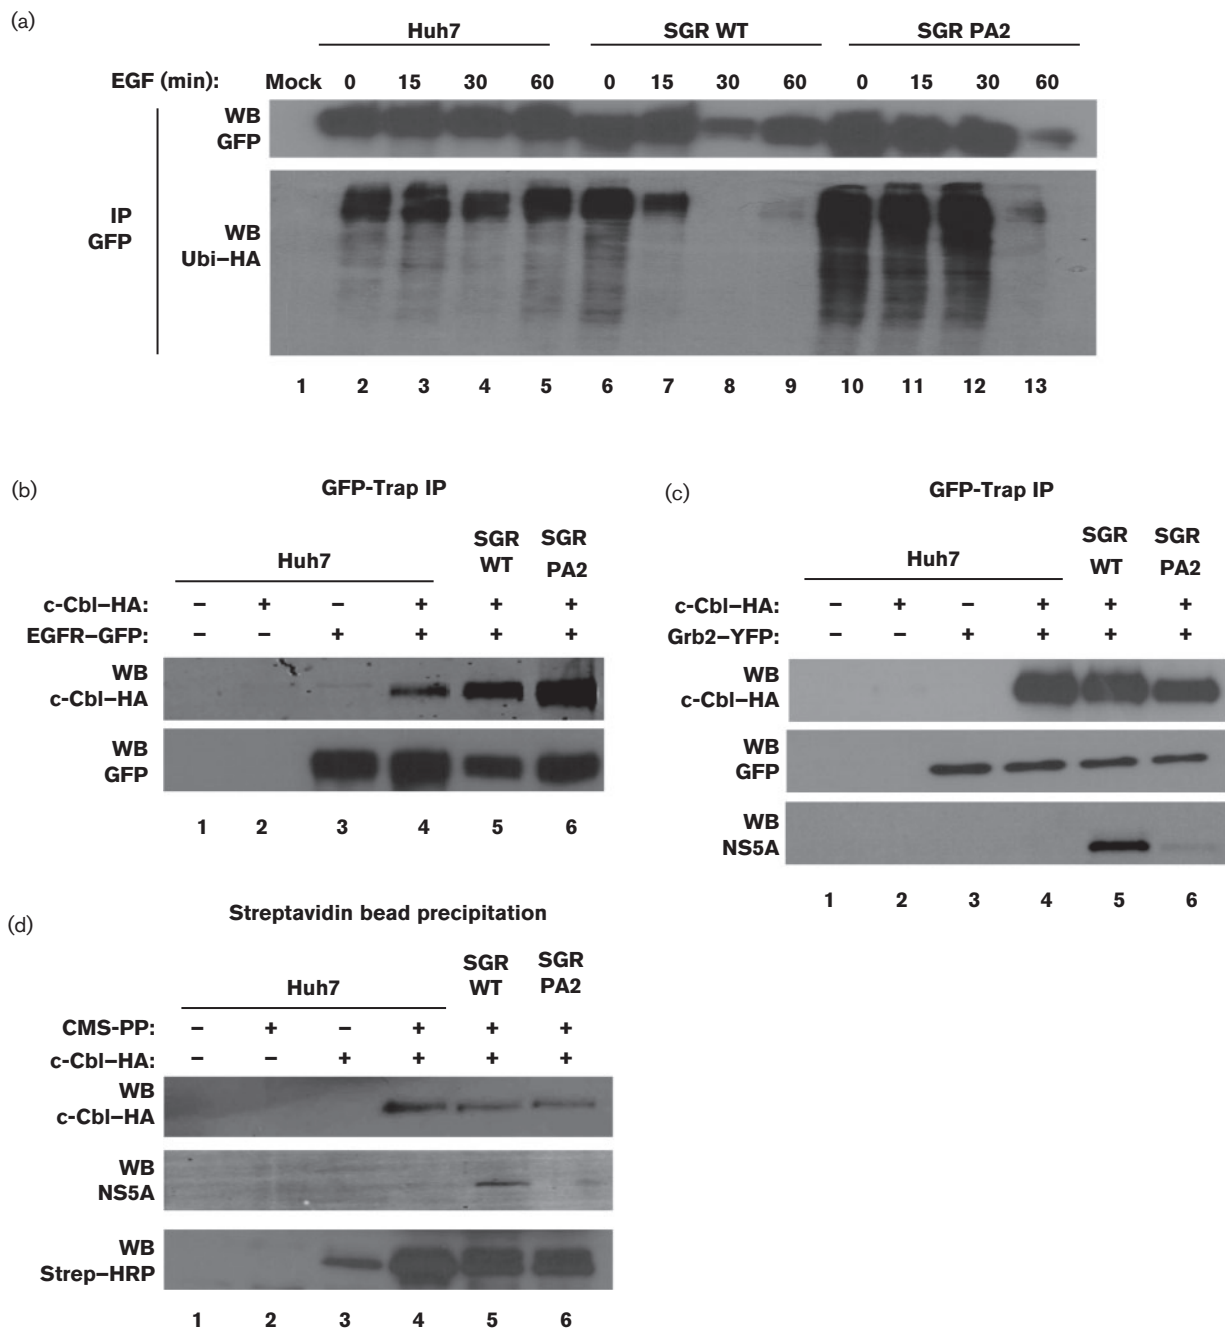 (a)
Huh7 SGR WT SGR PA2
EGF (min): Mock 0 15 30 60 0 15 30 60 0 15 30 60
WB
GFP
IP
GFP
WB
Ubi–HA
1 2 3 4 5 6 7 8 9 10 11 12 13
(b)
GFP-Trap IP
Huh7
SGR
WT
SGR
PA2
c-Cbl–HA: – + – + + +
EGFR–GFP: – – + + + +
WB
c-Cbl–HA
WB
GFP
1 2 3 4 5 6
(c)
GFP-Trap IP
Huh7
SGR
WT
SGR
PA2
c-Cbl–HA: – + – + + +
Grb2–YFP: – – + + + +
WB
c-Cbl–HA
WB
GFP
WB
NS5A
1 2 3 4 5 6
(d)
Streptavidin bead precipitation
Huh7
SGR
WT
SGR
PA2
CMS-PP: – + – + + +
c-Cbl–HA: – – + + + +
WB
c-Cbl–HA
WB
NS5A
WB
Strep–HRP
1 2 3 4 5 6